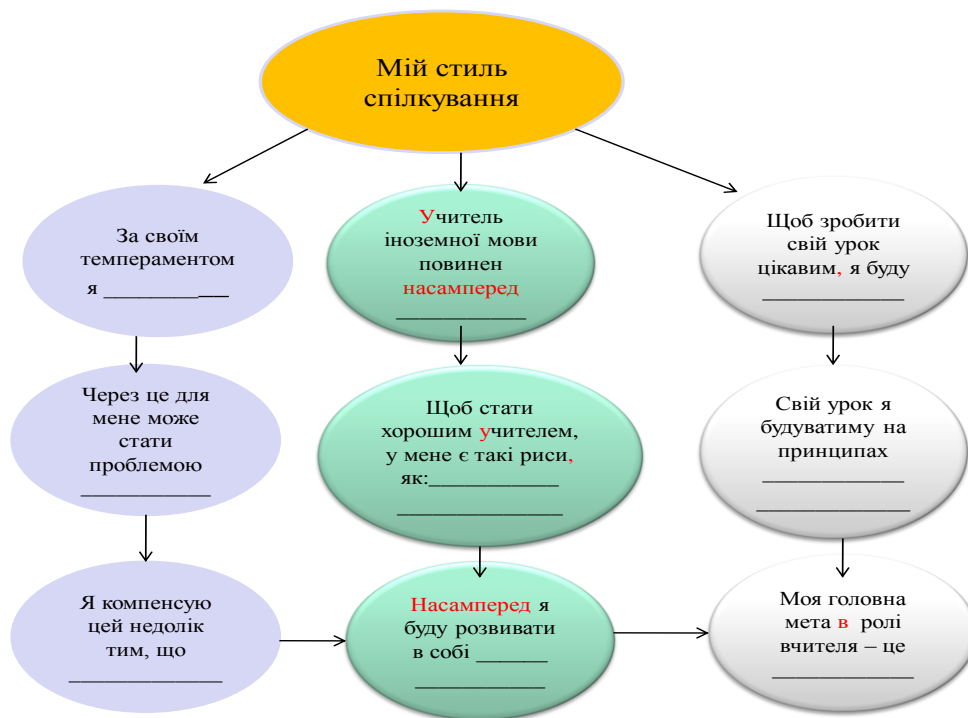 Мій стиль
спілкування
За своїм
темпераментом
я ___________
Через це для
мене може
стати
проблемою
___________
Я компенсую
цей недолік
тим, що
_____________
Учитель
іноземної мови
повинен
насамперед
___________
Щоб стати
хорошим учителем,
у мене є такі риси,
як:___________
______________
Насамперед я
буду розвивати
в собі ______
___________
Щоб зробити
свій урок
цікавим, я буду
____________
Свій урок я
будуватиму на
принципах
____________
_____________
Моя головна
мета в ролі
вчителя – це
____________